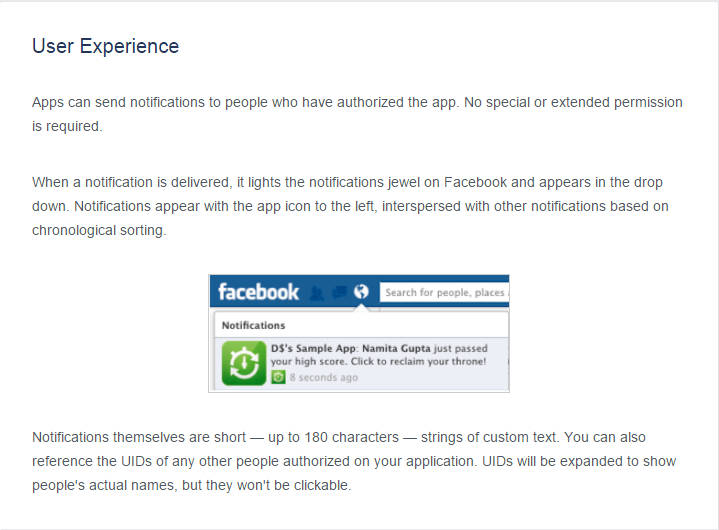 User Experience
Apps can send notifications to people who have authorized the app. No special or extended permission
is required.
When a notification is delivered, it lights the notifications jewel on Facebook and appears in the drop
down. Notifications appear with the app icon to the left, interspersed with other notifications based on
chronological sorting.
facebook
Search for people, places
Notifications
D$'s Sample App: Namita Gupta just passed
your high score. Click to reclaim your throne!
8 seconds ago
Notifications themselves are short — up to 180 characters — strings of custom text. You can also
reference the UIDs of any other people authorized on your application. UIDs will be expanded to show
people's actual names, but they won't be clickable.